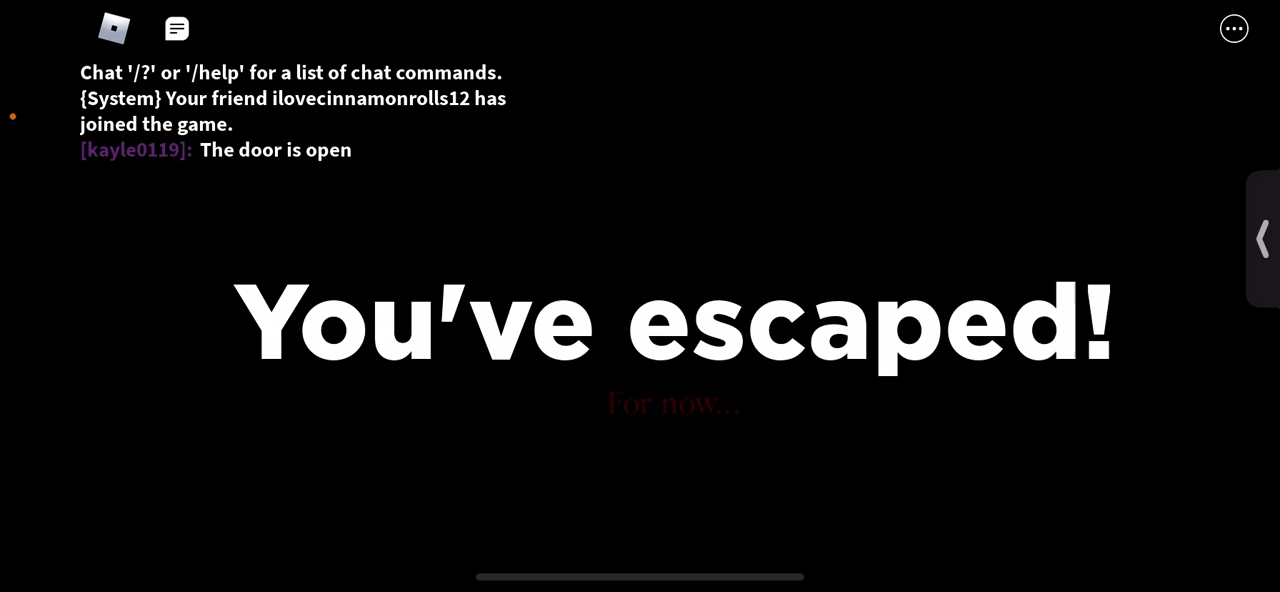 Chat '/?' or '/help' for a list of chat commands.
{System} Your friend ilovecinnamonrolls12 has
joined the game.
[kayle0119]: The door is open
You've escaped!
For now...